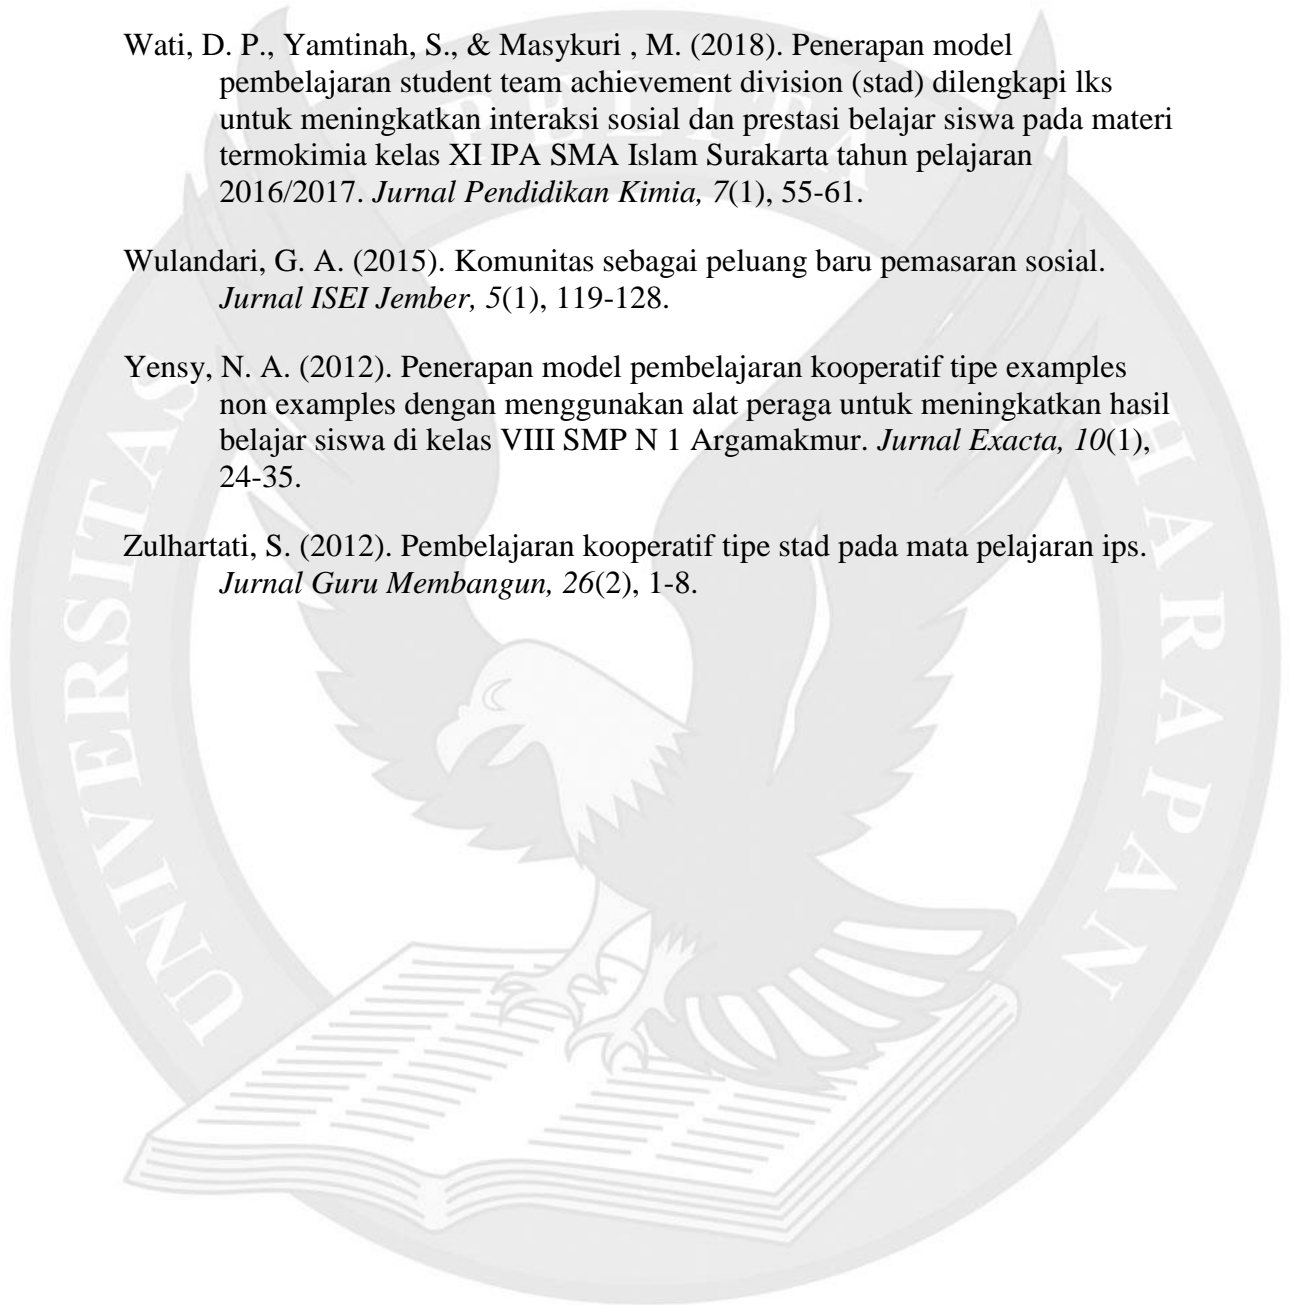 Wati, D. P., Yamtinah, S., & Masykuri , M. (2018). Penerapan model
pembelajaran student team achievement division (stad) dilengkapi lks
untuk meningkatkan interaksi sosial dan prestasi belajar siswa pada materi
termokimia kelas XI IPA SMA Islam Surakarta tahun pelajaran
2016/2017. Jurnal Pendidikan Kimia, 7(1), 55-61.
Wulandari, G. A. (2015). Komunitas sebagai peluang baru pemasaran sosial.
Jurnal ISEI Jember, 5(1), 119-128.
Yensy, N. A. (2012). Penerapan model pembelajaran kooperatif tipe examples
non examples dengan menggunakan alat peraga untuk meningkatkan hasil
belajar siswa di kelas VIII SMP N 1 Argamakmur. Jurnal Exacta, 10(1),
24-35.
Zulhartati, S. (2012). Pembelajaran kooperatif tipe stad pada mata pelajaran ips.
Jurnal Guru Membangun, 26(2), 1-8.
UNIVERSITAS
PELITA
HARAPAN